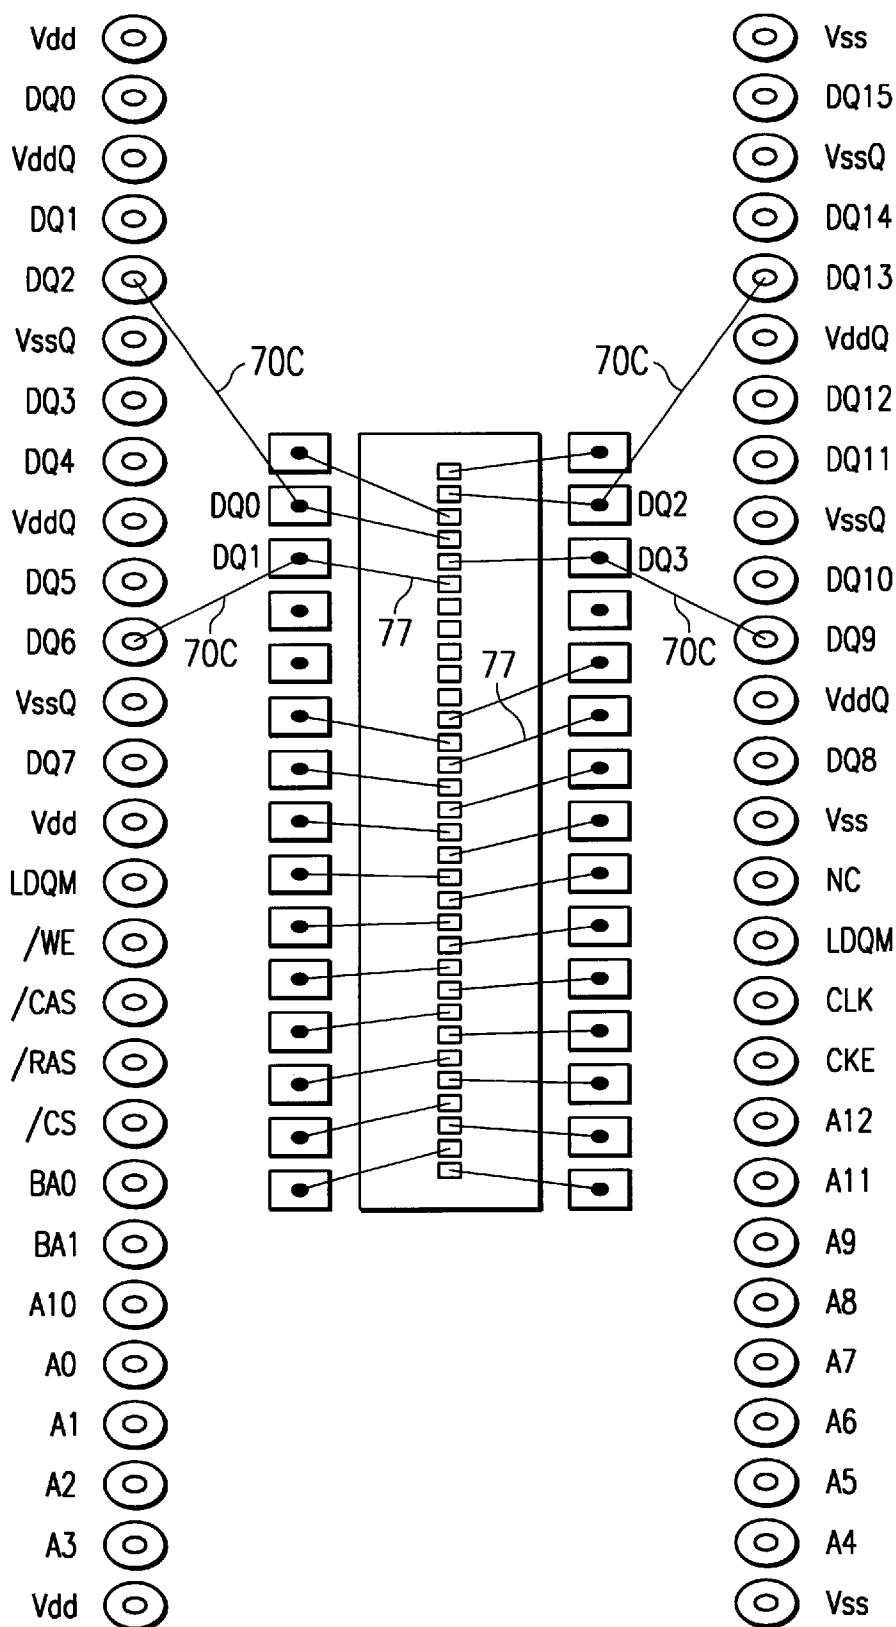 Vdd Vss
DQ0 DQ15
VddQ VssQ
DQ1 DQ14
DQ2 DQ13
VssQ VddQ
70C 70C
DQ3 DQ12
DQ4 DQ11
DQ0 DQ2
VddQ VssQ
DQ1 DQ3
DQ5 DQ10
77
DQ6 70C 70C DQ9
77
VssQ VddQ
DQ7 DQ8
Vdd Vss
LDQM NC
/WE LDQM
/CAS CLK
/RAS CKE
/CS A12
BA0 A11
BA1 A9
A10 A8
A0 A7
A1 A6
A2 A5
A3 A4
Vdd Vss